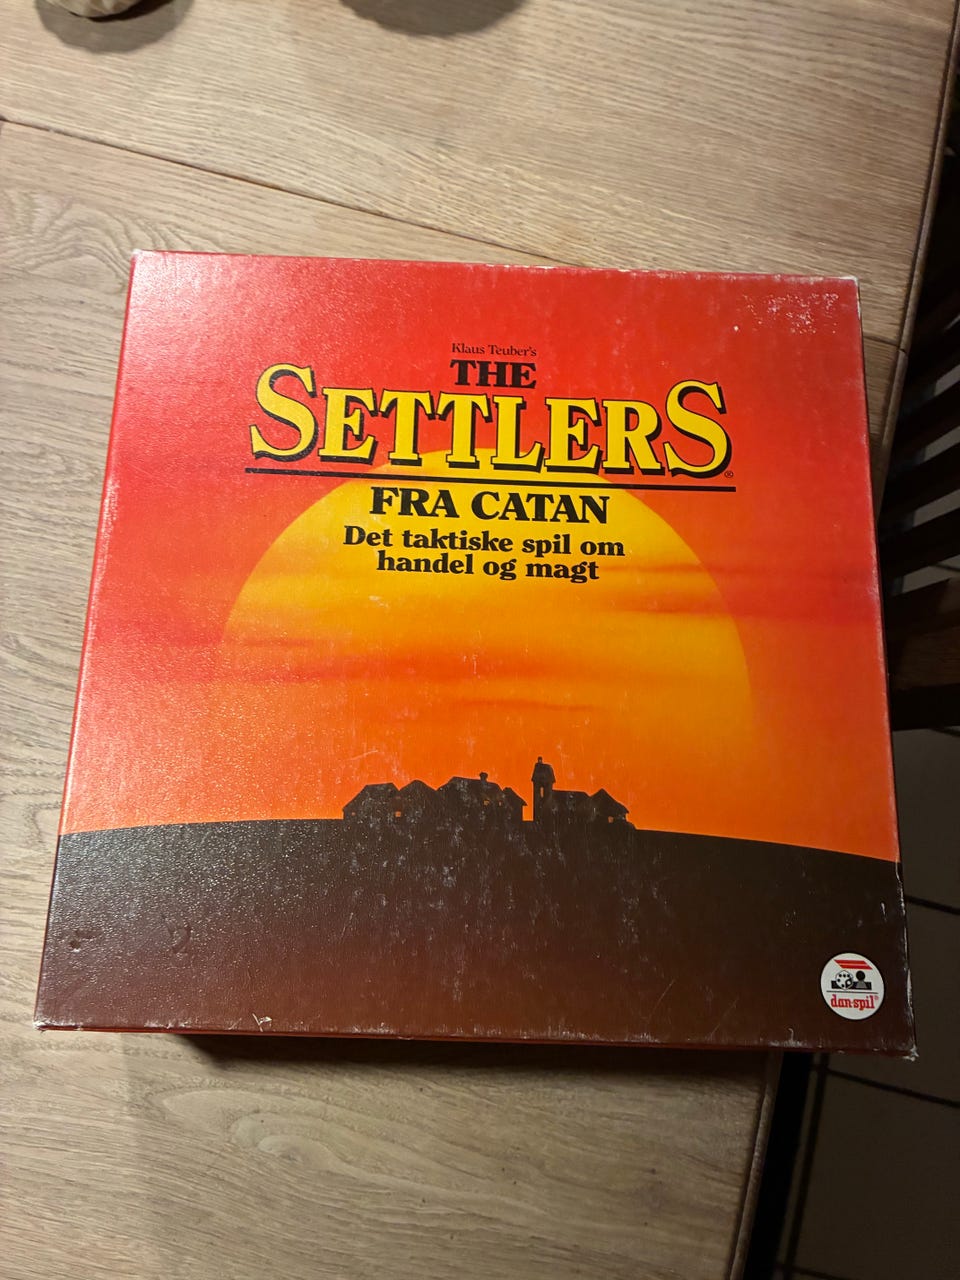 Klaus Teuber's
THE
SETTLERS®
FRA CATAN
Det taktiske spil om
handel og magt
dan-spil®